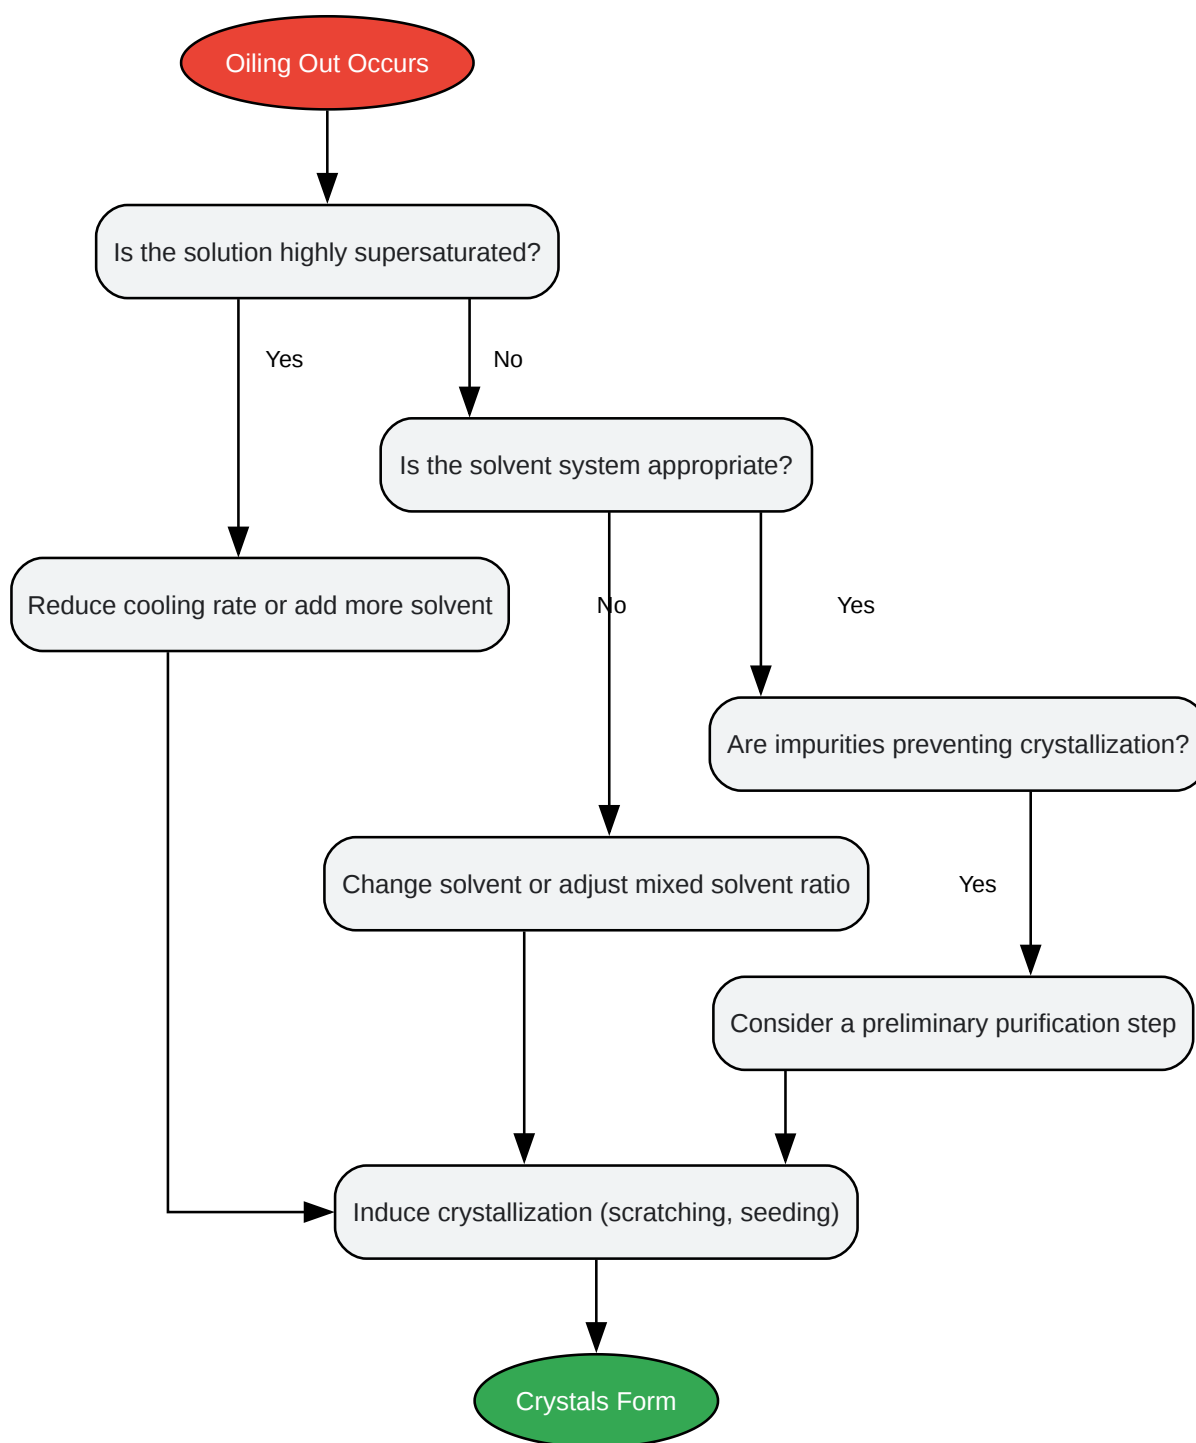 Oiling Out Occurs
Is the solution highly supersaturated?
Yes
No
Is the solvent system appropriate?
Reduce cooling rate or add more solvent
No
Yes
Are impurities preventing crystallization?
Change solvent or adjust mixed solvent ratio
Yes
Consider a preliminary purification step
Induce crystallization (scratching, seeding)
Crystals Form